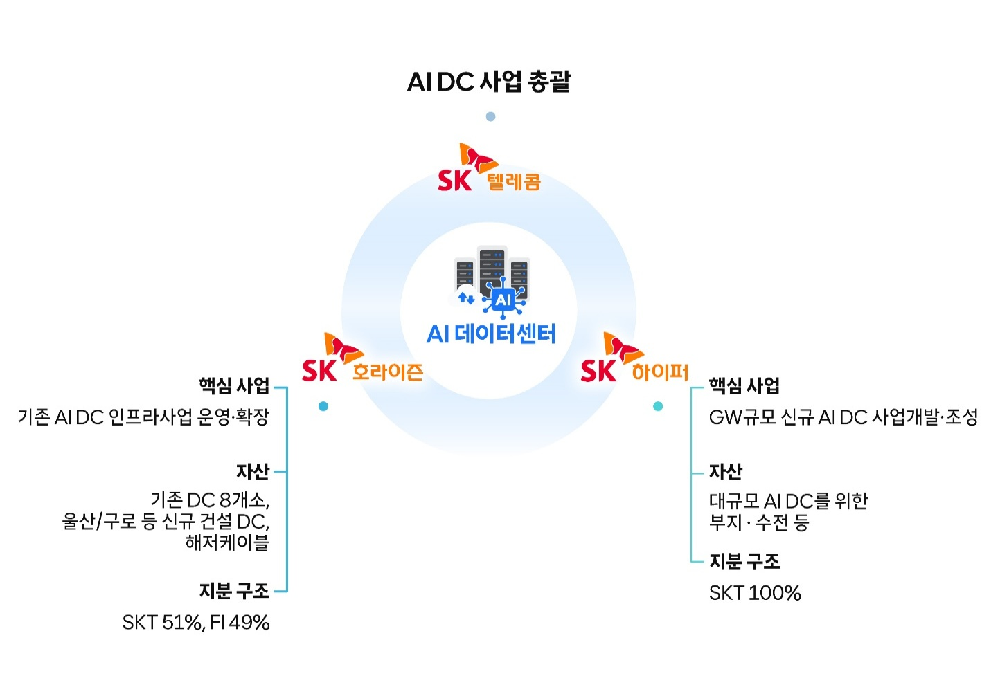 AI DC 사업 총괄
SK 텔레콤
AI
AI 데이터센터
SK 호라이즌
핵심 사업
기존 AI DC 인프라사업 운영·확장
자산
기존 DC 8개소,
울산/구로 등 신규 건설 DC,
해저케이블
지분 구조
SKT 51%, FI 49%
SK 하이퍼
핵심 사업
GW규모 신규 AI DC 사업개발·조성
자산
대규모 AI DC를 위한
부지 · 수전 등
지분 구조
SKT 100%